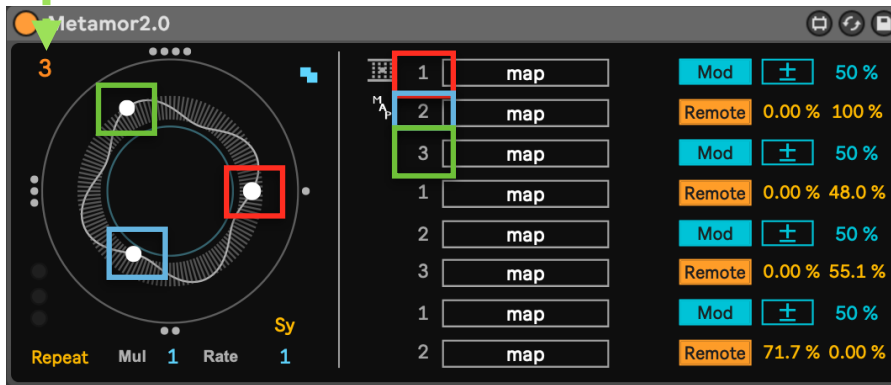 Metamor2.0
3
1 map Mod ± 50 %
MAP 2 map Remote 0.00 % 100 %
3 map Mod ± 50 %
1 map Remote 0.00 % 48.0 %
2 map Mod ± 50 %
3 map Remote 0.00 % 55.1 %
1 map Mod ± 50 %
2 map Remote 71.7 % 0.00 %
Sy
Repeat Mul 1 Rate 1